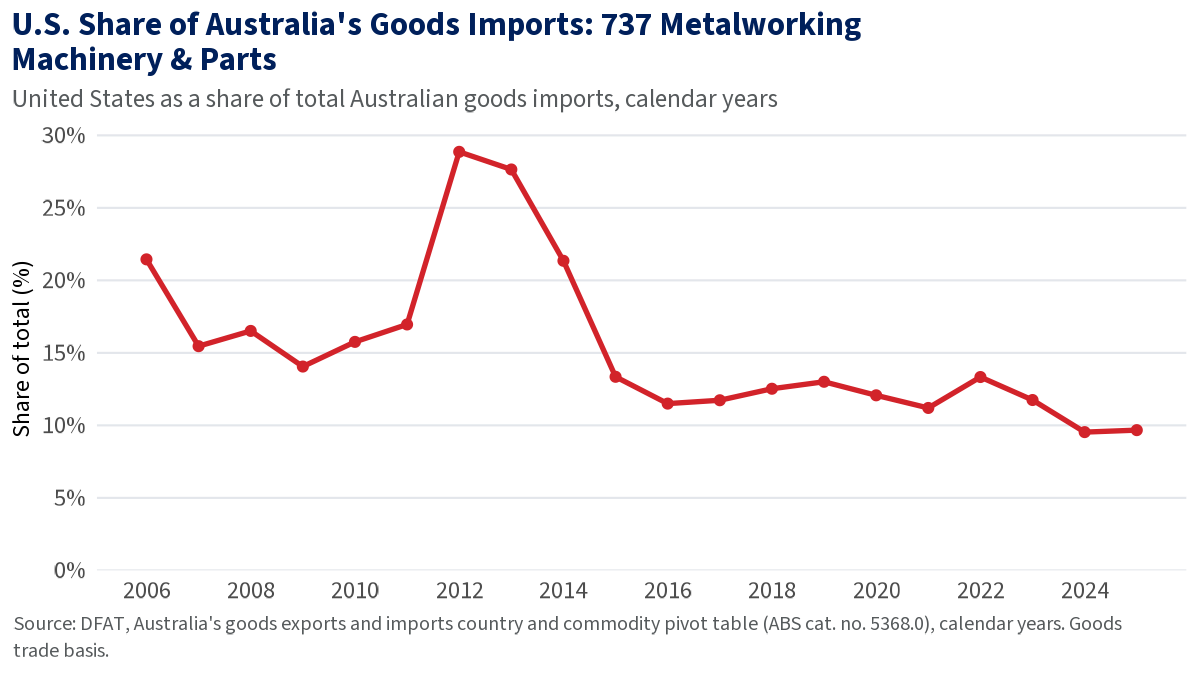 U.S. Share of Australia's Goods Imports: 737 Metalworking
Machinery & Parts
United States as a share of total Australian goods imports, calendar years
Share of total (%)
30%
25%
20%
15%
10%
5%
0%
2006 2008 2010 2012 2014 2016 2018 2020 2022 2024
Source: DFAT, Australia's goods exports and imports country and commodity pivot table (ABS cat. no. 5368.0), calendar years. Goods
trade basis.